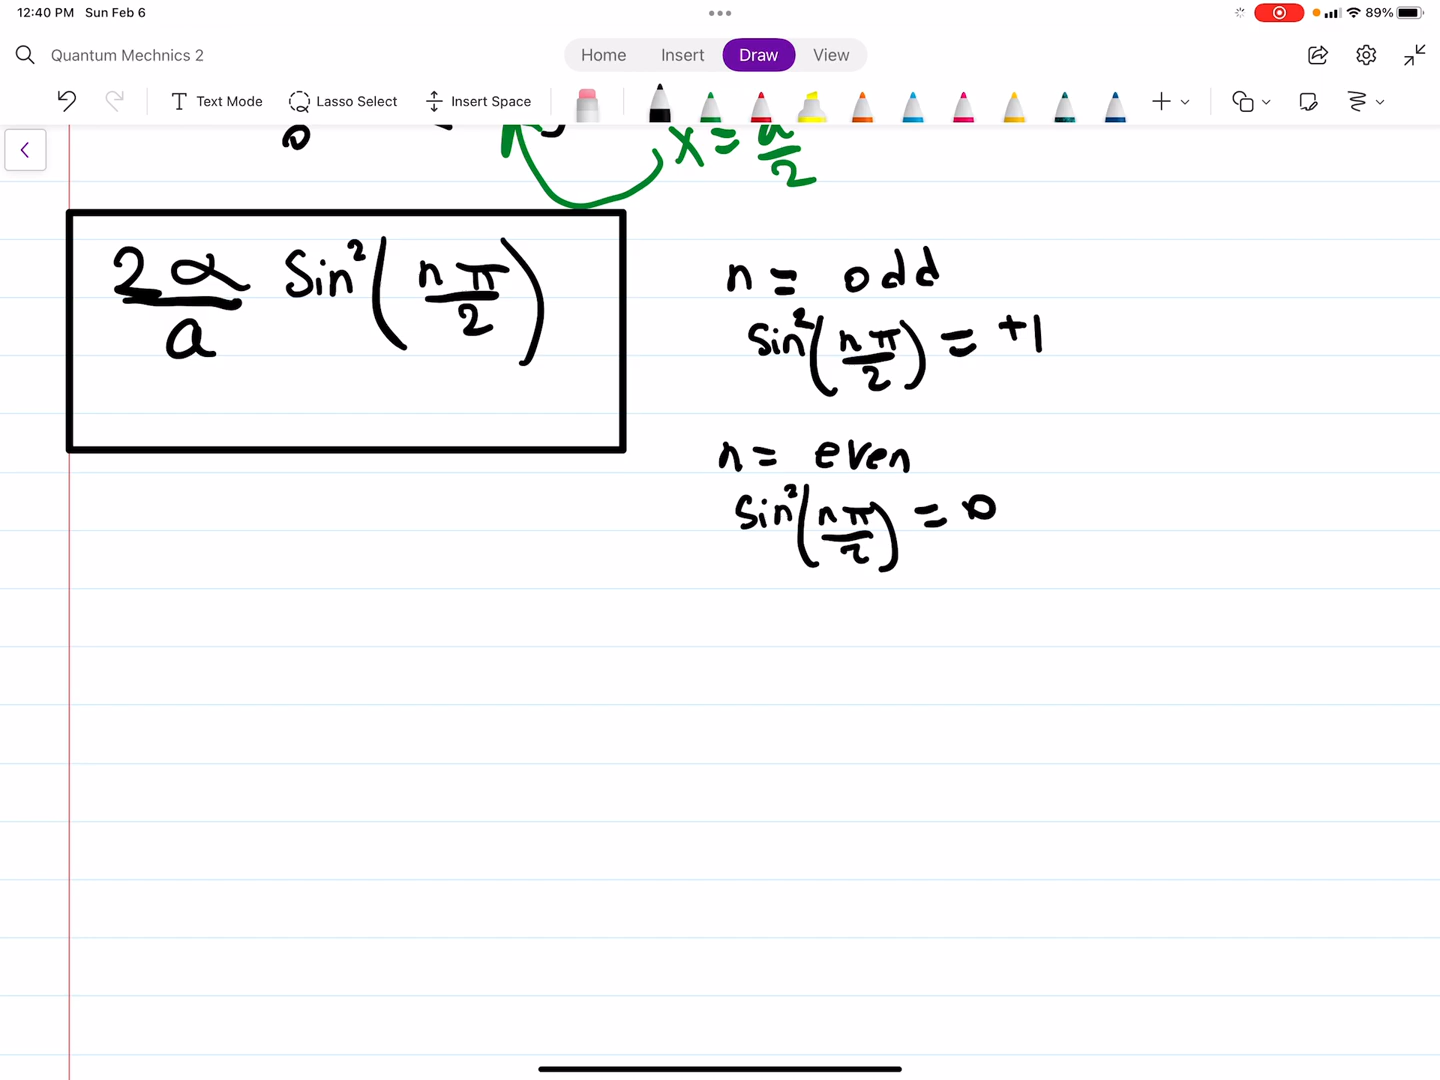 12:40 PM Sun Feb 6 89%
Quantum Mechnics 2 Home Insert Draw View
Text Mode Lasso Select Insert Space
0 x = a/2
2α/a Sin²(nπ/2)
n = odd
Sin²(nπ/2) = +1
n = even
Sin²(nπ/2) = 0